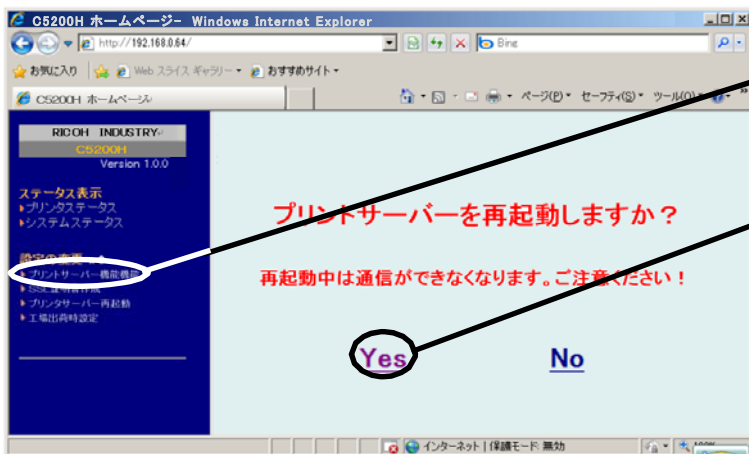 C5200H ホームページ- Windows Internet Explorer
http://192.168.0.64/
Bing
お気に入り
Web スライス ギャラリー
おすすめサイト
C5200H ホームページ
ページ(P)
セーフティ(S)
ツール(O)
RICOH INDUSTRY
C5200H
Version 1.0.0
ステータス表示
プリンタステータス
システムステータス
設定の変更
プリントサーバー機能
SSL証明書作成
プリンタサーバー再起動
工場出荷時設定
プリントサーバーを再起動しますか？
再起動中は通信ができなくなります。ご注意ください！
Yes
No
インターネット | 保護モード: 無効
100%